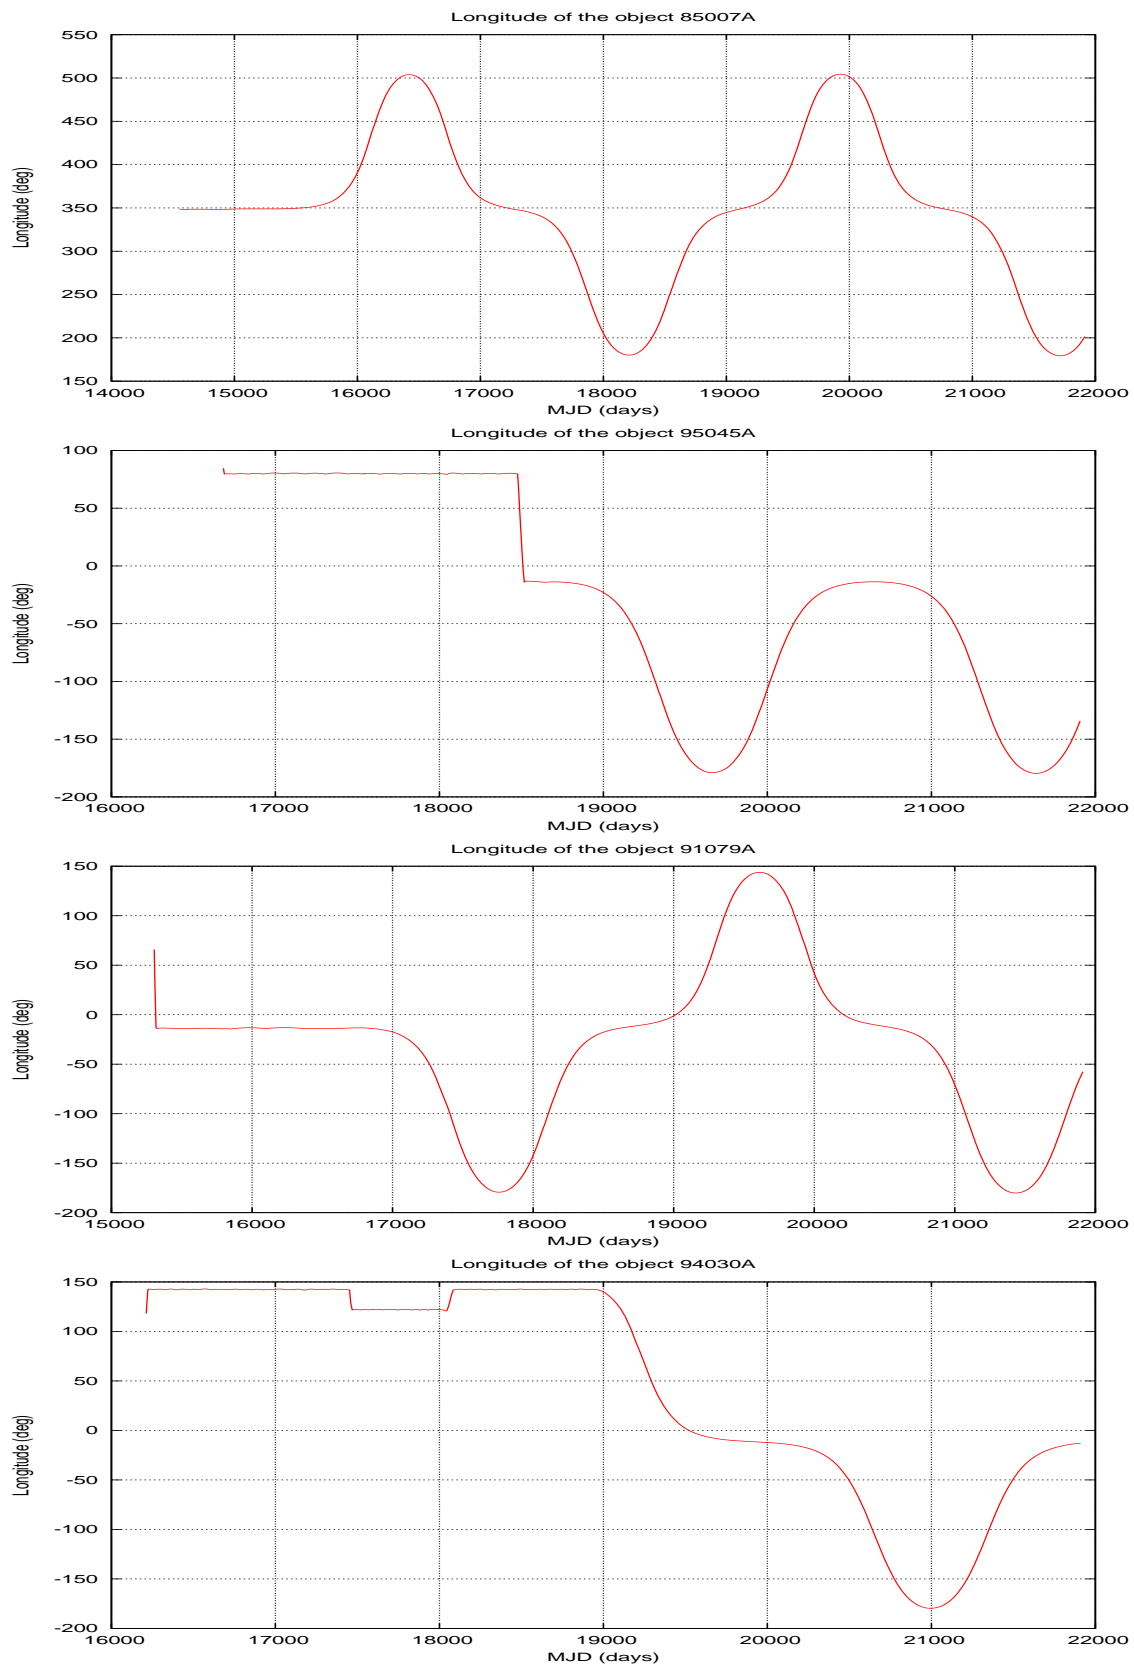 Longitude of the object 85007A
550
500
450
400
350
300
250
200
150
Longitude (deg)
14000 15000 16000 17000 18000 19000 20000 21000 22000
MJD (days)
Longitude of the object 95045A
100
50
0
-50
-100
-150
-200
Longitude (deg)
16000 17000 18000 19000 20000 21000 22000
MJD (days)
Longitude of the object 91079A
150
100
50
0
-50
-100
-150
-200
Longitude (deg)
15000 16000 17000 18000 19000 20000 21000 22000
MJD (days)
Longitude of the object 94030A
150
100
50
0
-50
-100
-150
-200
Longitude (deg)
16000 17000 18000 19000 20000 21000 22000
MJD (days)